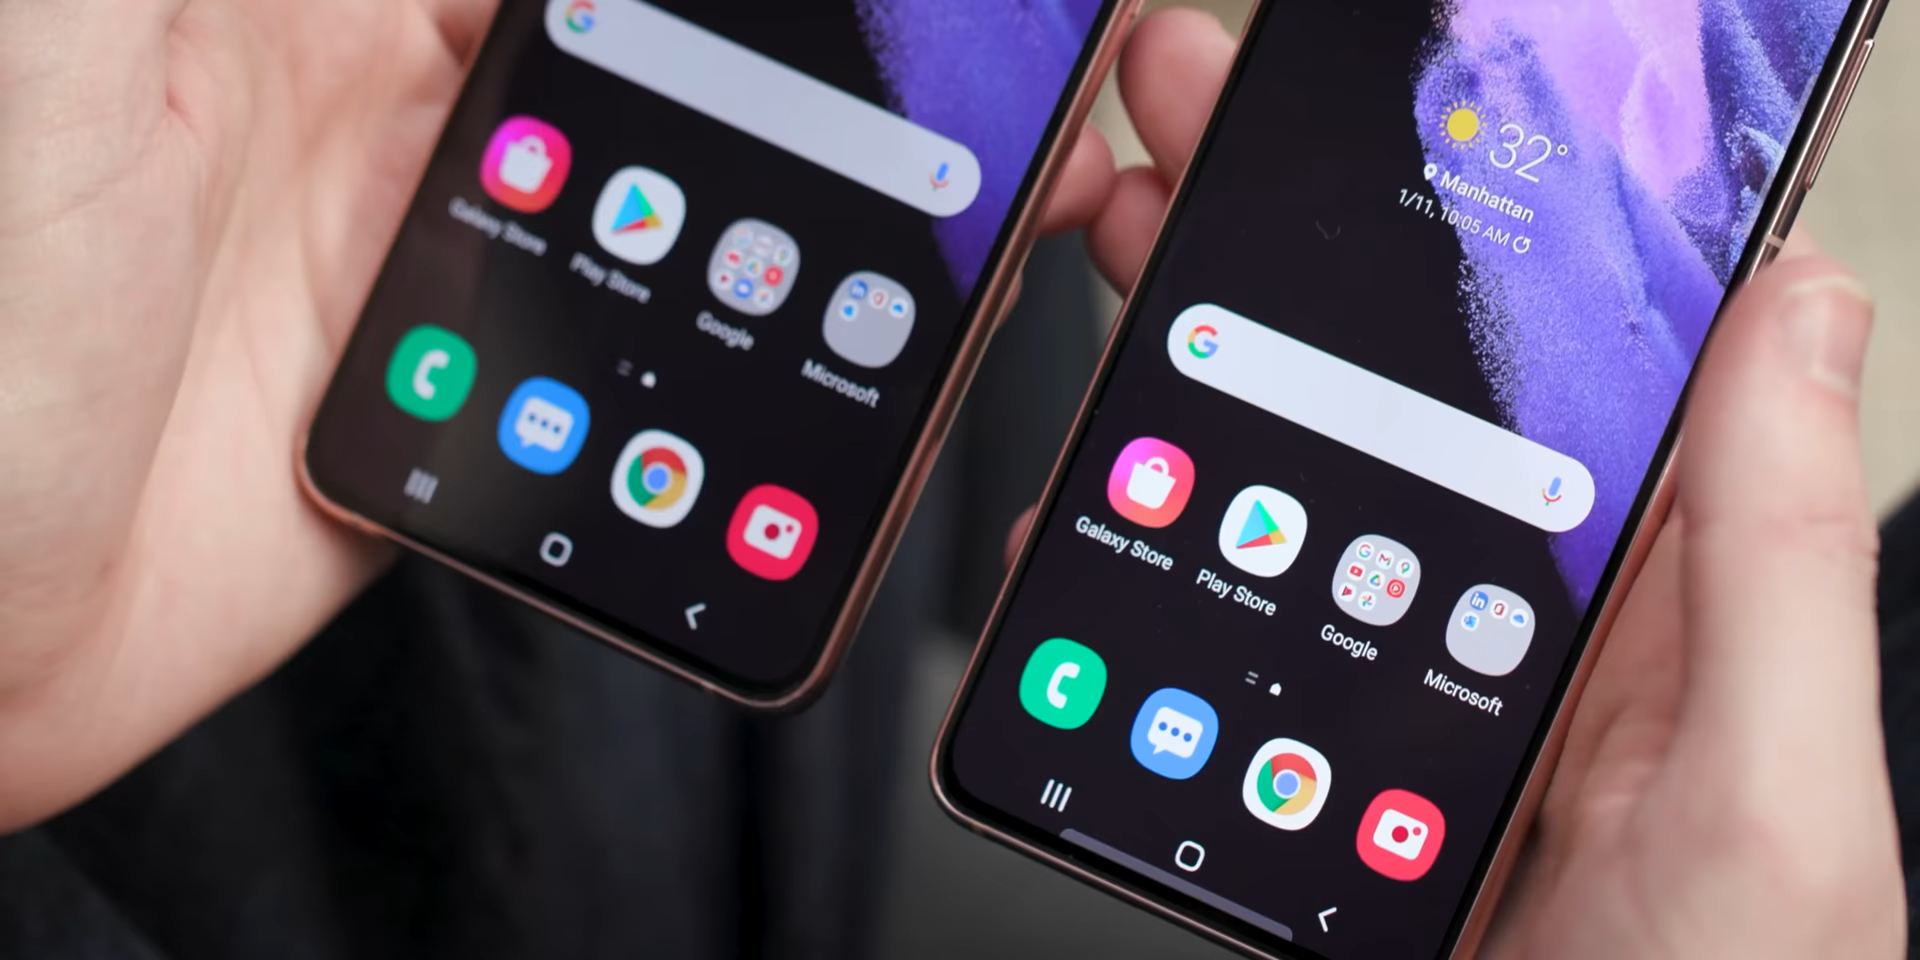 Galaxy Store
Play Store
Google
Microsoft
32°
Manhattan
1/11, 10:05 AM
Galaxy Store
Play Store
Google
Microsoft